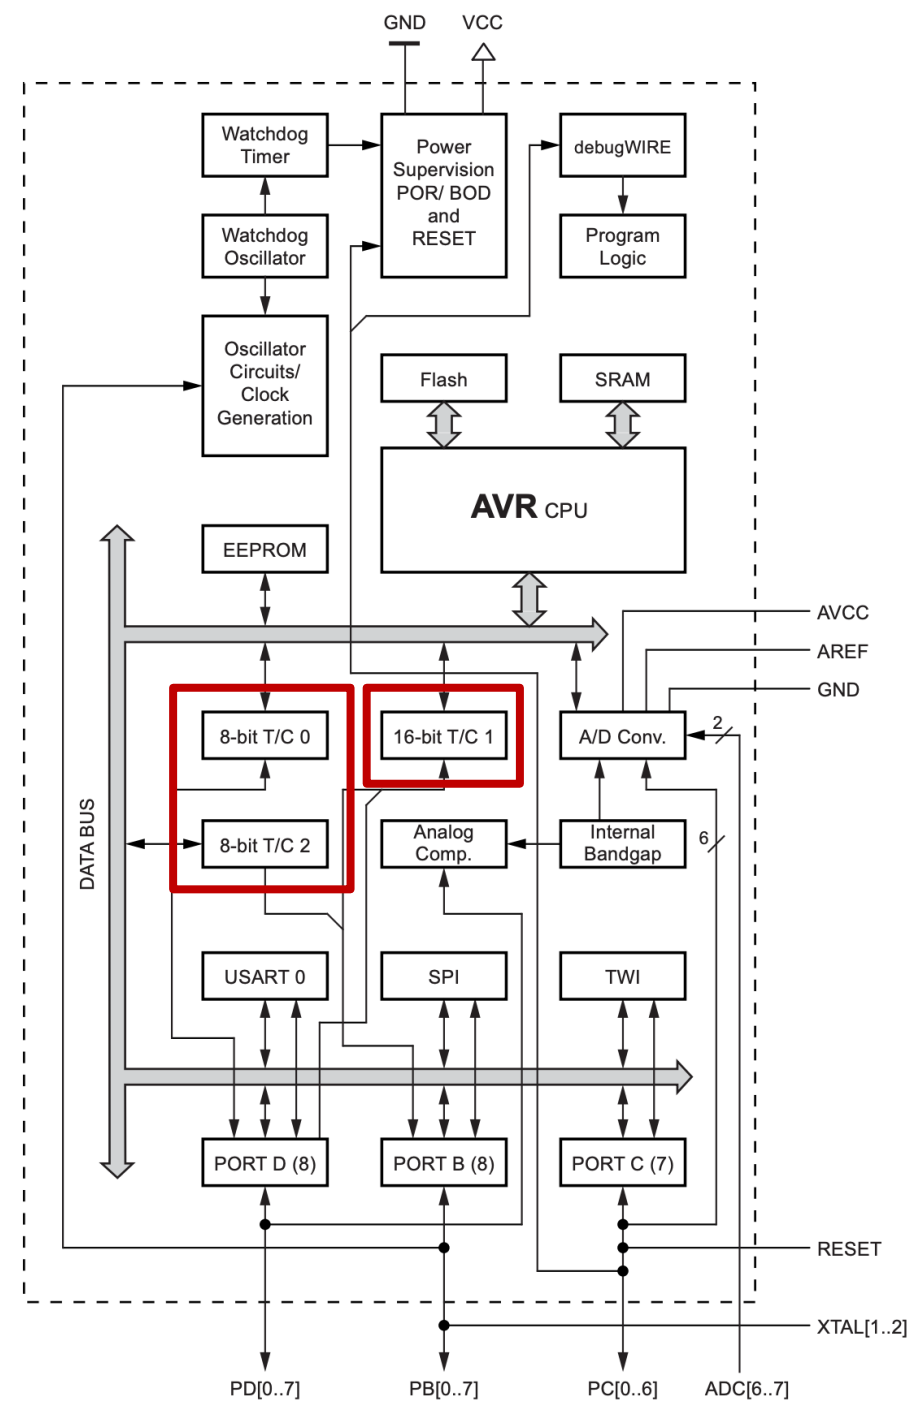 GND
VCC
Watchdog
Timer
Power
Supervision
POR/ BOD
and
RESET
debugWIRE
Watchdog
Oscillator
Program
Logic
Oscillator
Circuits/
Clock
Generation
Flash
SRAM
AVR CPU
EEPROM
AVCC
AREF
GND
8-bit T/C 0
16-bit T/C 1
A/D Conv.
2
DATA BUS
8-bit T/C 2
Analog
Comp.
Internal
Bandgap
6
USART 0
SPI
TWI
PORT D (8)
PORT B (8)
PORT C (7)
RESET
XTAL[1..2]
PD[0..7]
PB[0..7]
PC[0..6]
ADC[6..7]